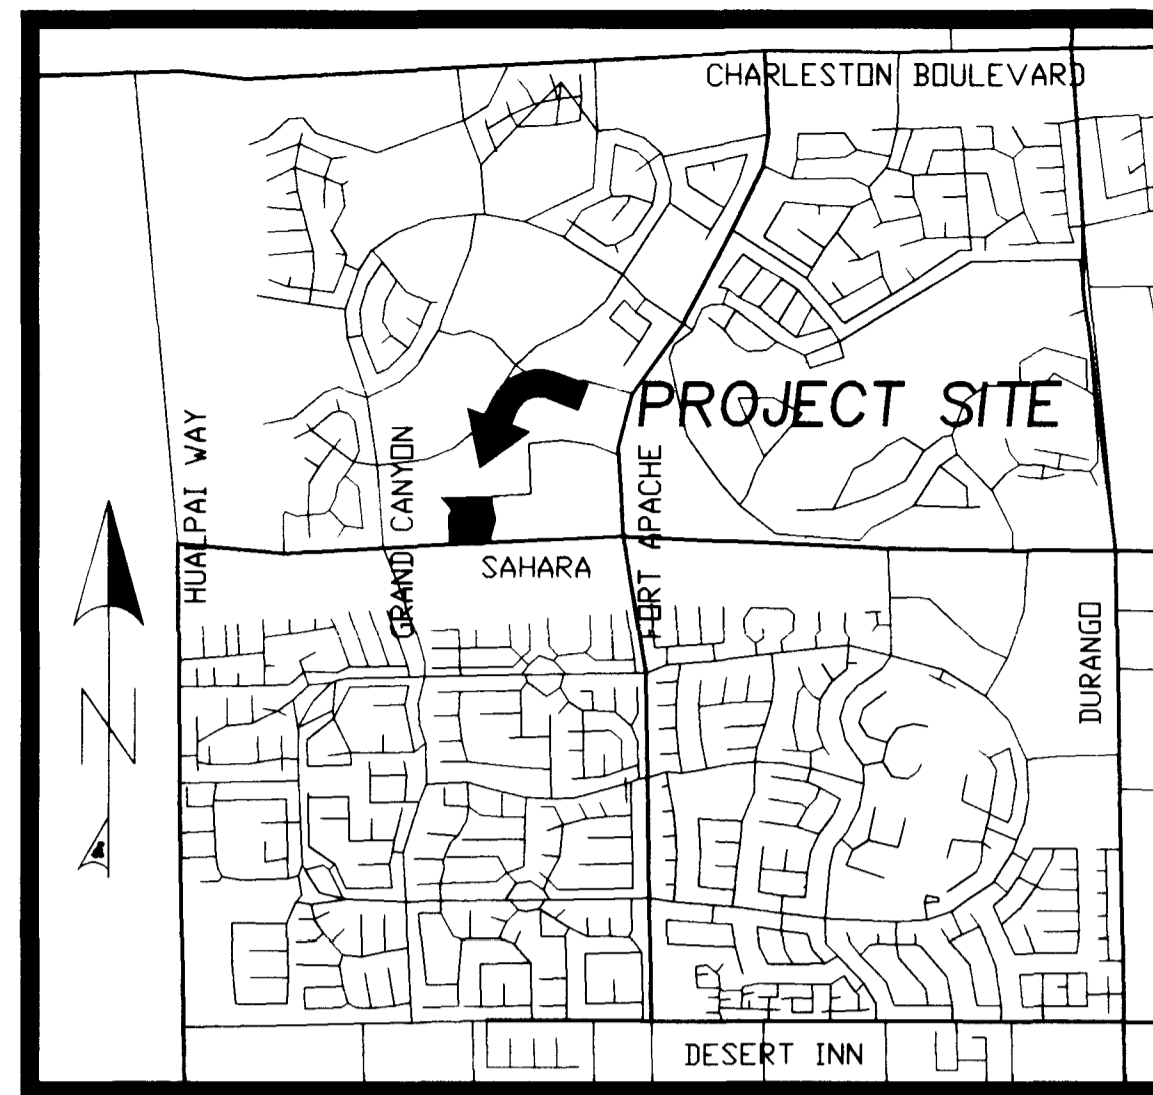 CHARLESTON BOULEVARD
PROJECT SITE
HUALPAI WAY
GRAND CANYON
FORT APACHE
SAHARA
DURANGO
N
DESERT INN